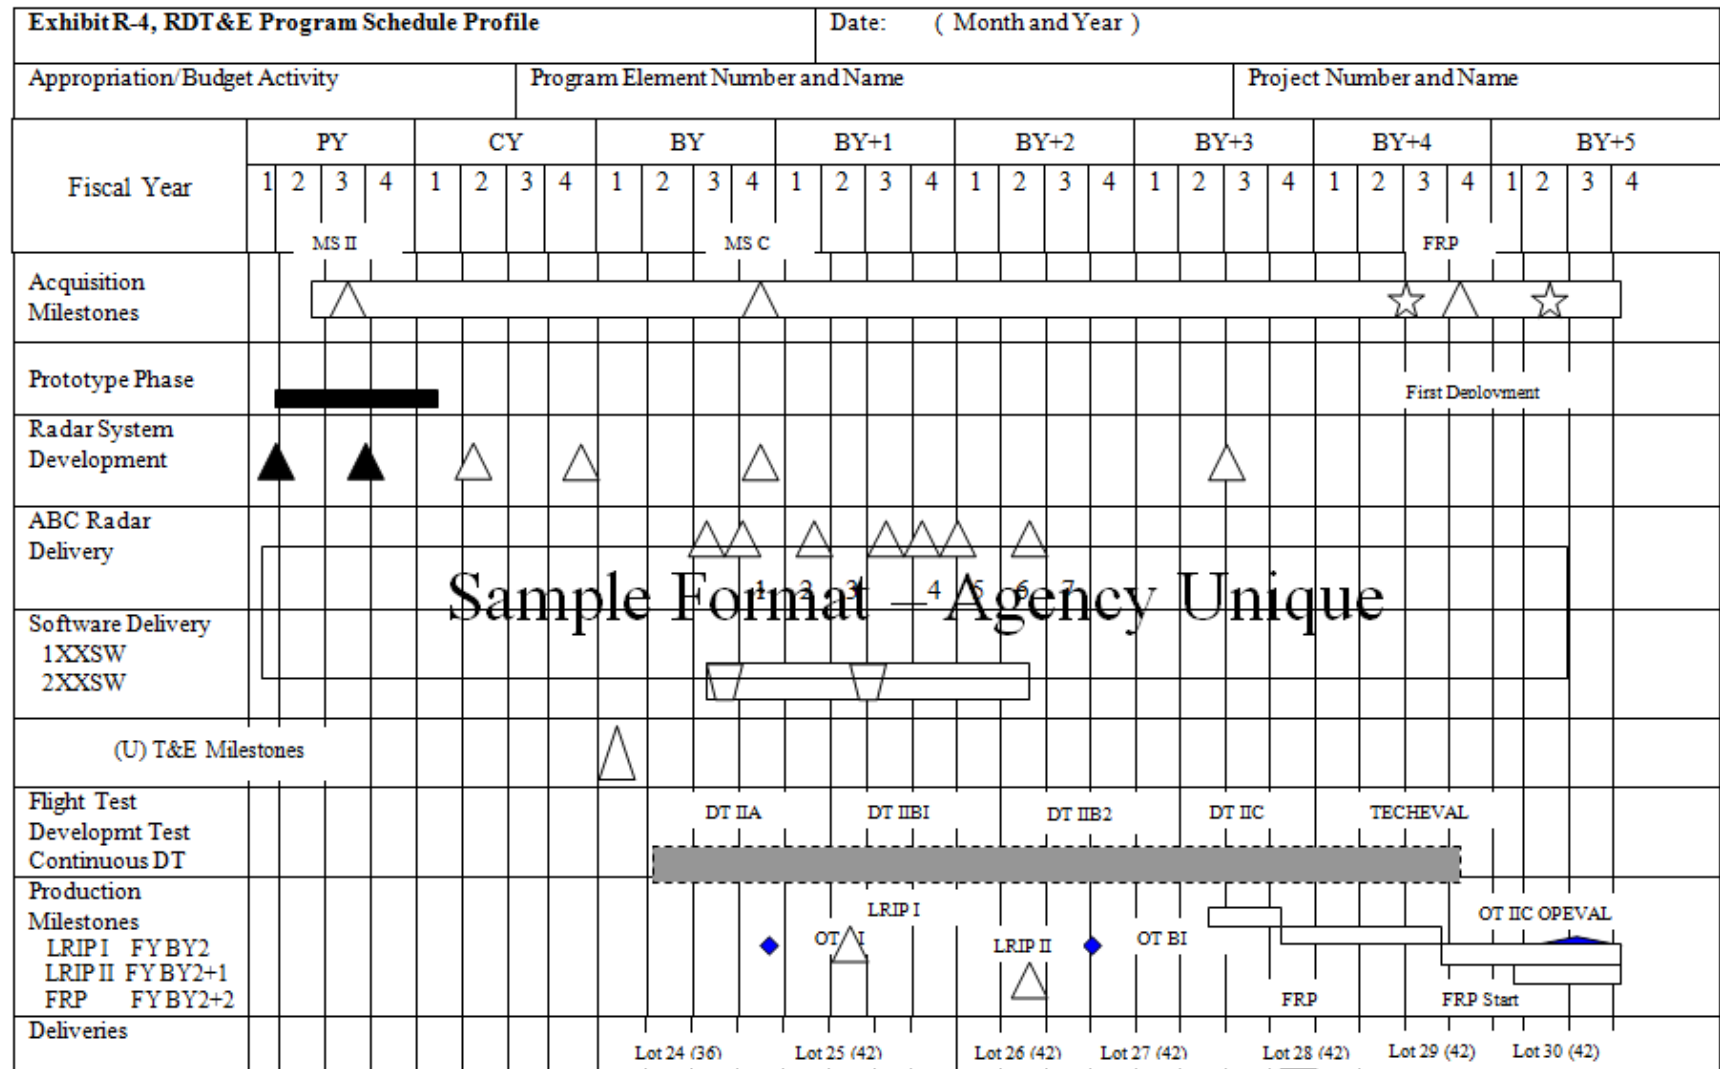 Exhibit R-4, RDT&E Program Schedule Profile
Date: ( Month and Year )
Appropriation/Budget Activity
Program Element Number and Name
Project Number and Name
Fiscal Year
PY CY BY BY+1 BY+2 BY+3 BY+4 BY+5
1 2 3 4 1 2 3 4 1 2 3 4 1 2 3 4 1 2 3 4 1 2 3 4 1 2 3 4 1 2 3 4
MS II MS C FRP
Acquisition
Milestones
Prototype Phase
First Deployment
Radar System
Development
ABC Radar
Delivery
1 2 3 4 5 6 7
Sample Format – Agency Unique
Software Delivery
1XXSW
2XXSW
(U) T&E Milestones
Flight Test
Developmt Test
Continuous DT
DT IIA DT IIBI DT IIB2 DT IIC TECHEVAL
Production
Milestones
LRIP I FY BY2
LRIP II FY BY2+1
FRP FY BY2+2
LRIP I
OT IIC OPEVAL
OT I
LRIP II
OT BI
FRP
FRP Start
Deliveries
Lot 24 (36) Lot 25 (42) Lot 26 (42) Lot 27 (42) Lot 28 (42) Lot 29 (42) Lot 30 (42)